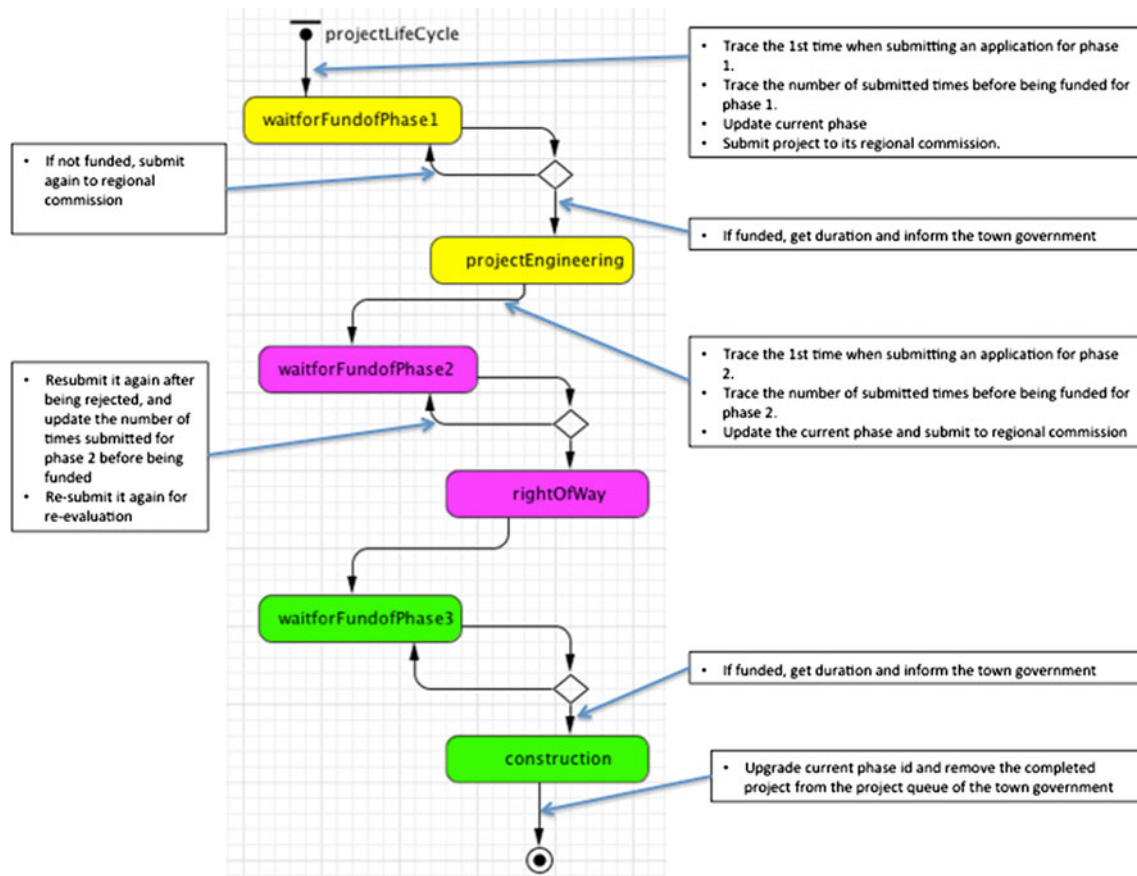 projectLifeCycle
• Trace the 1st time when submitting an application for phase
1.
• Trace the number of submitted times before being funded for
phase 1.
• Update current phase
• Submit project to its regional commission.
waitforFundofPhase1
• If not funded, submit
again to regional
commission
• If funded, get duration and inform the town government
projectEngineering
• Trace the 1st time when submitting an application for phase
2.
• Trace the number of submitted times before being funded for
phase 2.
• Update the current phase and submit to regional commission
waitforFundofPhase2
• Resubmit it again after
being rejected, and
update the number of
times submitted for
phase 2 before being
funded
• Re-submit it again for
re-evaluation
rightOfWay
waitforFundofPhase3
• If funded, get duration and inform the town government
construction
• Upgrade current phase id and remove the completed
project from the project queue of the town government